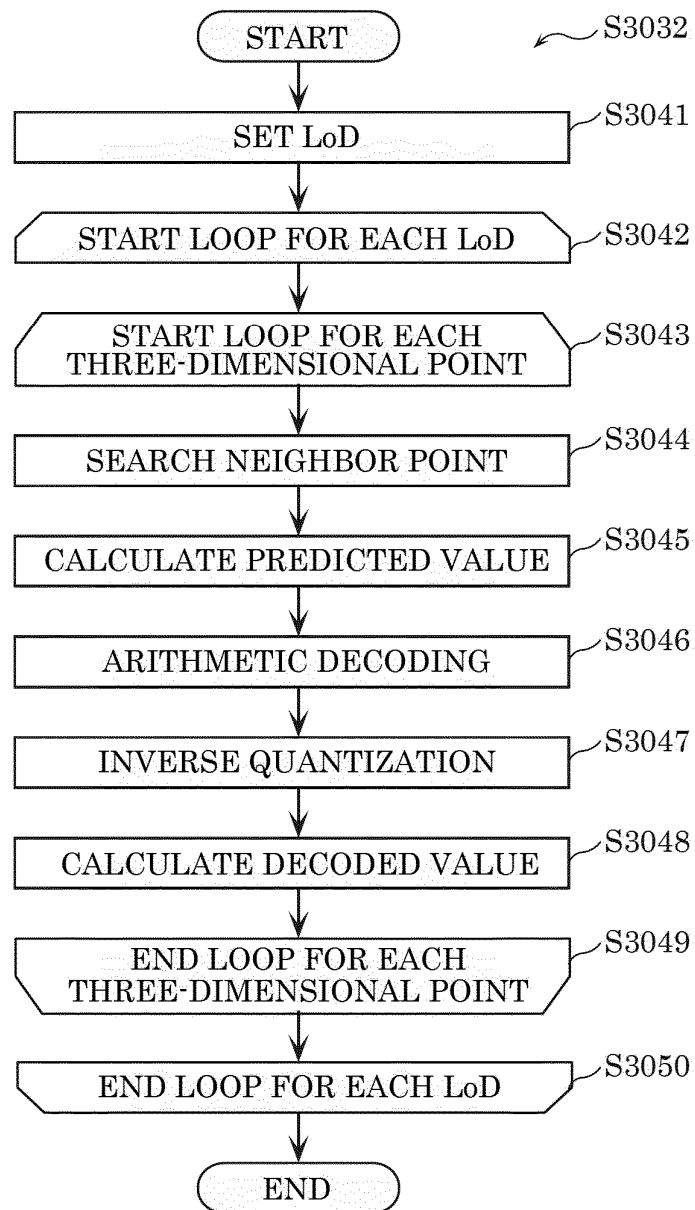 START
S3032
SET LoD
S3041
START LOOP FOR EACH LoD
S3042
START LOOP FOR EACH
THREE-DIMENSIONAL POINT
S3043
SEARCH NEIGHBOR POINT
S3044
CALCULATE PREDICTED VALUE
S3045
ARITHMETIC DECODING
S3046
INVERSE QUANTIZATION
S3047
CALCULATE DECODED VALUE
S3048
END LOOP FOR EACH
THREE-DIMENSIONAL POINT
S3049
END LOOP FOR EACH LoD
S3050
END